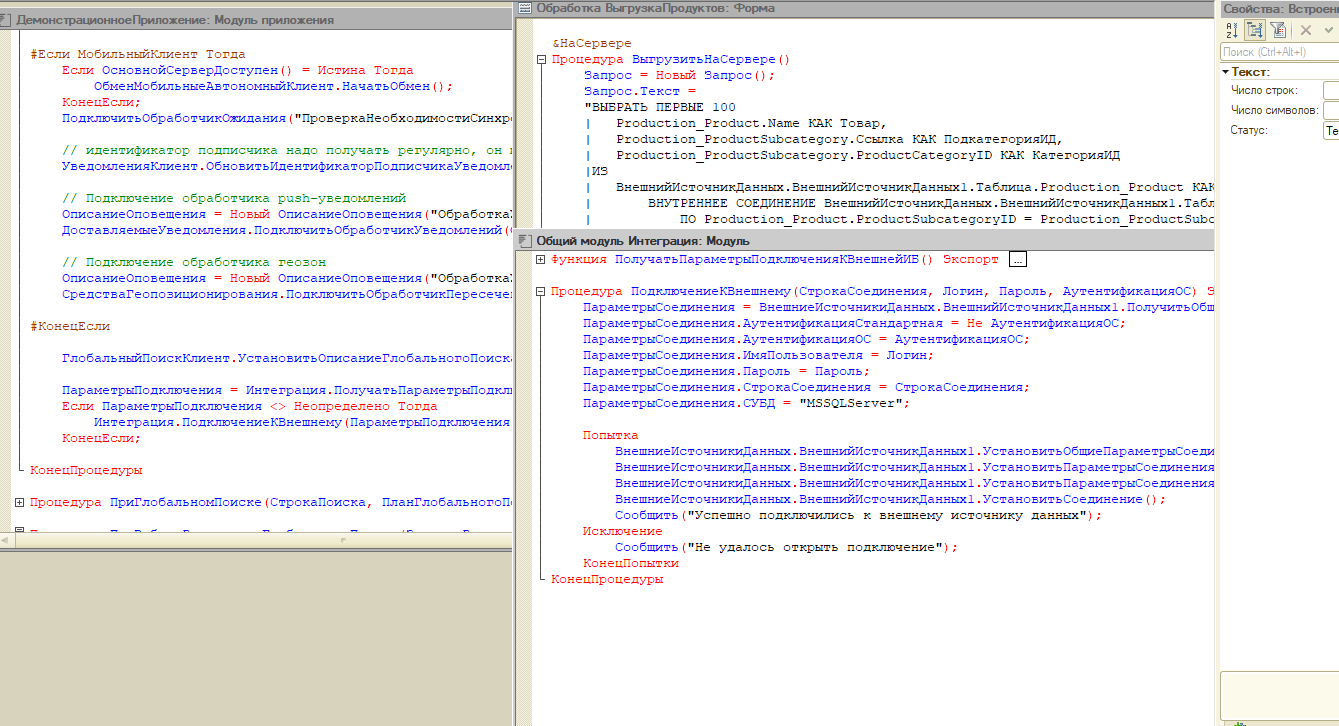 ДемонстрационноеПриложение: Модуль приложения
#Если МобильныйКлиент Тогда
Если ОсновнойСерверДоступен() = Истина Тогда
ОбменМобильныеАвтономныйКлиент.НачатьОбмен();
КонецЕсли;
ПодключитьОбработчикОжидания("ПроверкаНеобходимостиСинхро
// идентификатор подписчика надо получать регулярно, он
УведомленияКлиент.ОбновитьИдентификаторПодписчикаУведомле
// Подключение обработчика push-уведомлений
ОписаниеОповещения = Новый ОписаниеОповещения("ОбработкаУ
ДоставляемыеУведомления.ПодключитьОбработчикУведомлений(
// Подключение обработчика геозон
ОписаниеОповещения = Новый ОписаниеОповещения("ОбработкаУ
СредстваГеопозиционирования.ПодключитьОбработчикПересечен
#КонецЕсли
ГлобальныйПоискКлиент.УстановитьОписаниеГлобальногоПоиска
ПараметрыПодключения = Интеграция.ПолучатьПараметрыПодклю
Если ПараметрыПодключения <> Неопределено Тогда
Интеграция.ПодключениеКВнешнему(ПараметрыПодключения
КонецЕсли;
КонецПроцедуры
Процедура ПриГлобальномПоиске(СтрокаПоиска, ПланГлобальногоПо
Обработка ВыгрузкаПродуктов: Форма
&НаСервере
Процедура ВыгрузитьНаСервере()
Запрос = Новый Запрос();
Запрос.Текст =
"ВЫБРАТЬ ПЕРВЫЕ 100
| Production_Product.Name КАК Товар,
| Production_ProductSubcategory.Ссылка КАК ПодкатегорияИД,
| Production_ProductSubcategory.ProductCategoryID КАК КатегорияИД
|ИЗ
| ВнешнийИсточникДанных.ВнешнийИсточникДанных1.Таблица.Production_Product КАК
| ВНУТРЕННЕЕ СОЕДИНЕНИЕ ВнешнийИсточникДанных.ВнешнийИсточникДанных1.Табл
| ПО Production_Product.ProductSubcategoryID = Production_ProductSubc
Общий модуль Интеграция: Модуль
Функция ПолучатьПараметрыПодключенияКВнешнейИБ() Экспорт ...
Процедура ПодключениеКВнешнему(СтрокаСоединения, Логин, Пароль, АутентификацияОС) Э
ПараметрыСоединения = ВнешниеИсточникиДанных.ВнешнийИсточникДанных1.ПолучитьОбщ
ПараметрыСоединения.АутентификацияСтандартная = Не АутентификацияОС;
ПараметрыСоединения.АутентификацияОС = АутентификацияОС;
ПараметрыСоединения.ИмяПользователя = Логин;
ПараметрыСоединения.Пароль = Пароль;
ПараметрыСоединения.СтрокаСоединения = СтрокаСоединения;
ПараметрыСоединения.СУБД = "MSSQLServer";
Попытка
ВнешниеИсточникиДанных.ВнешнийИсточникДанных1.УстановитьОбщиеПараметрыСоеди
ВнешниеИсточникиДанных.ВнешнийИсточникДанных1.УстановитьПараметрыСоединения
ВнешниеИсточникиДанных.ВнешнийИсточникДанных1.УстановитьПараметрыСоединения
ВнешниеИсточникиДанных.ВнешнийИсточникДанных1.УстановитьСоединение();
Сообщить("Успешно подключились к внешнему источнику данных");
Исключение
Сообщить("Не удалось открыть подключение");
КонецПопытки
КонецПроцедуры
Свойства: Встроен
Поиск (Ctrl+Alt+I)
Текст:
Число строк:
Число символов:
Статус:
Те